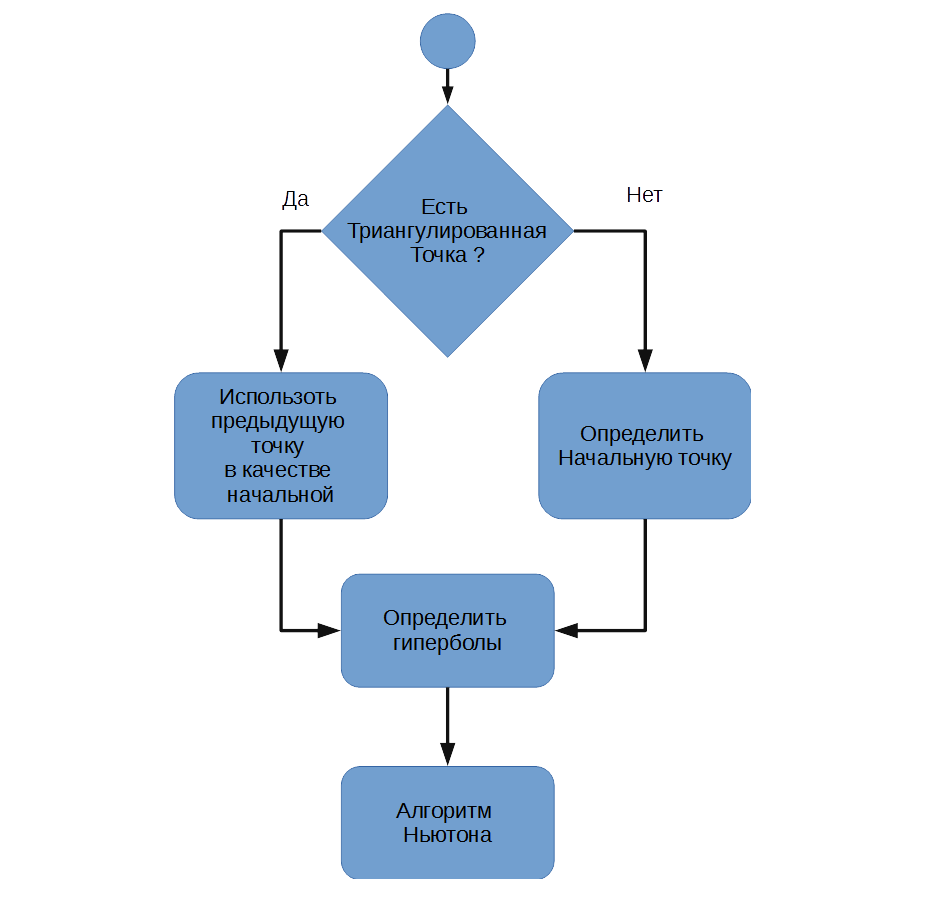 Да
Нет
Есть
Триангулированная
Точка ?
Использоть
предыдущую
точку
в качестве
начальной
Определить
Начальную точку
Определить
гиперболы
Алгоритм
Ньютона